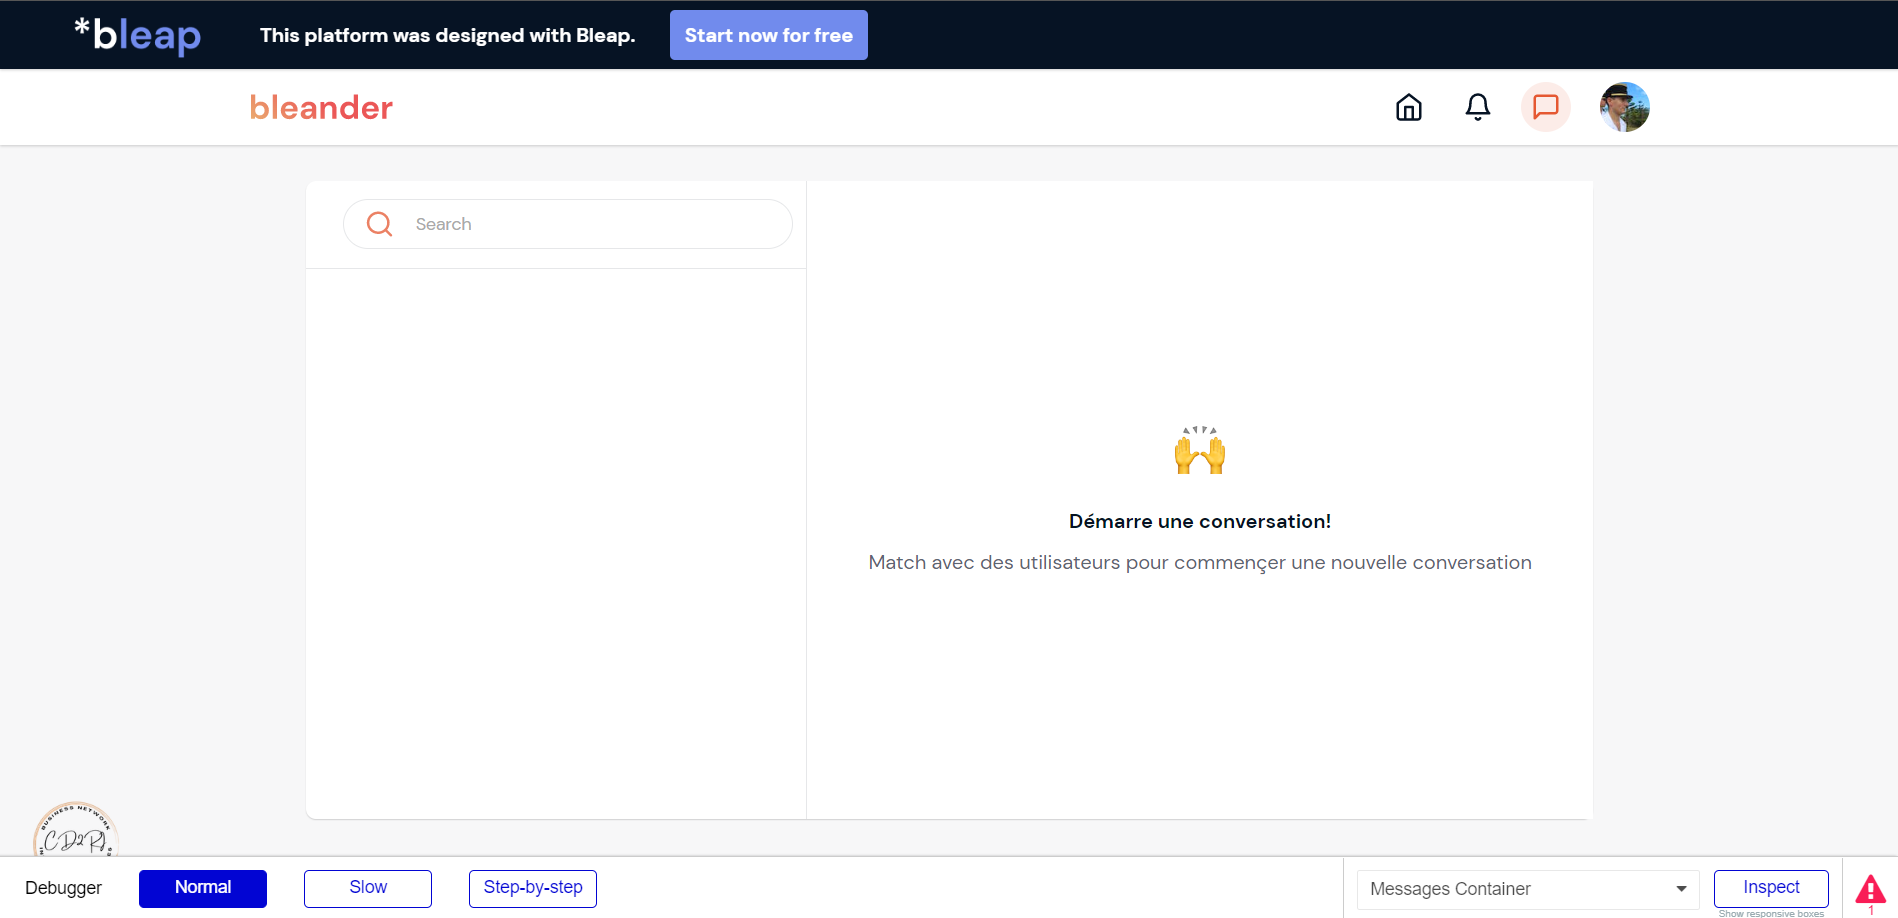 *bleap
This platform was designed with Bleap.
Start now for free
bleander
Search
Démarre une conversation!
Match avec des utilisateurs pour commençer une nouvelle conversation
BUSINESS NETWORK
CD2R
Debugger
Normal
Slow
Step-by-step
Messages Container
Inspect
Show responsive boxes
1